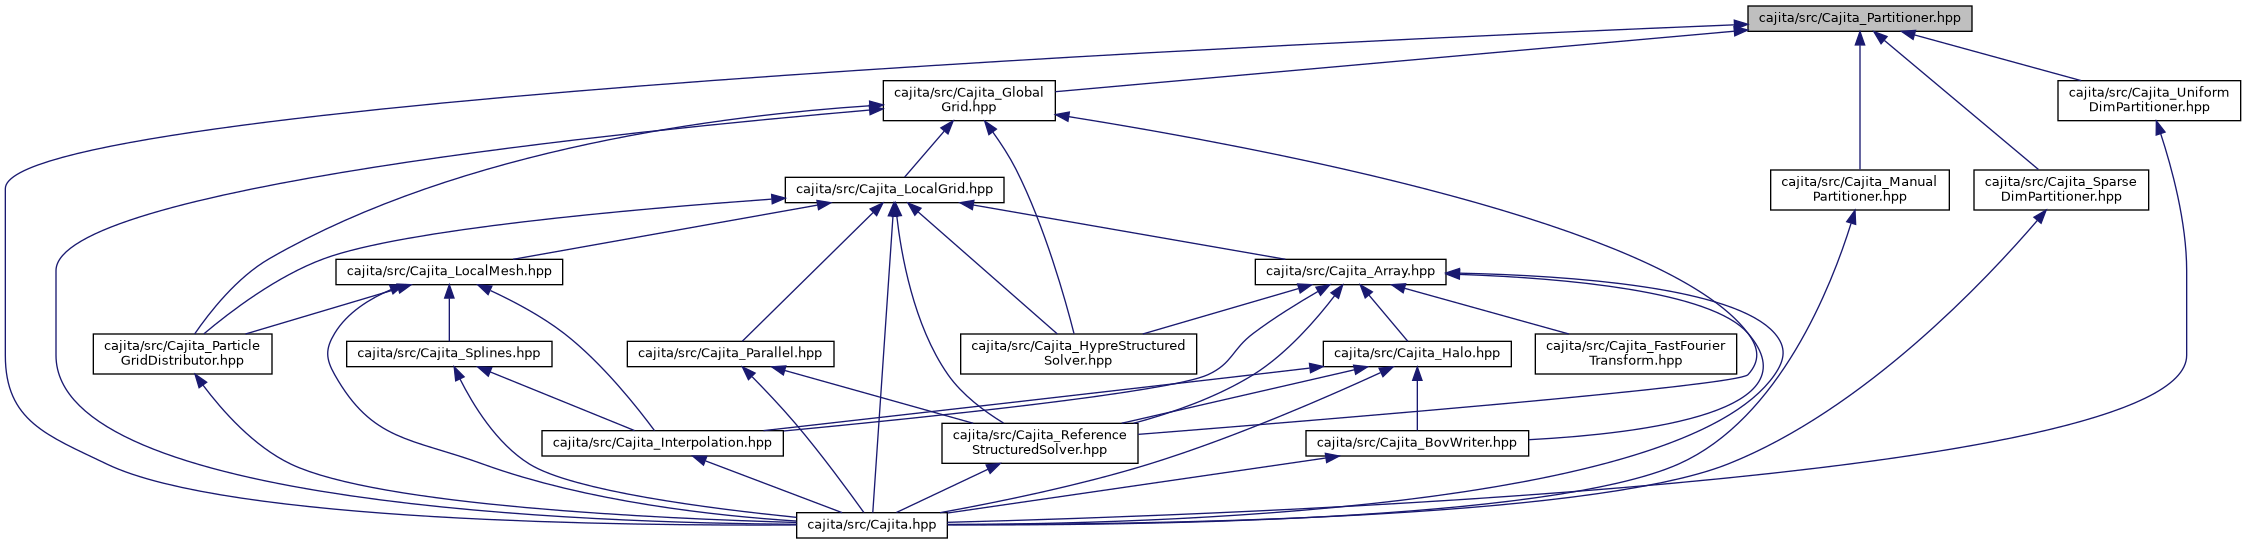 cajita/src/Cajita_Partitioner.hpp
cajita/src/Cajita_Global
Grid.hpp
cajita/src/Cajita_Uniform
DimPartitioner.hpp
cajita/src/Cajita_LocalGrid.hpp
cajita/src/Cajita_Manual
Partitioner.hpp
cajita/src/Cajita_Sparse
DimPartitioner.hpp
cajita/src/Cajita_LocalMesh.hpp
cajita/src/Cajita_Array.hpp
cajita/src/Cajita_Particle
GridDistributor.hpp
cajita/src/Cajita_Splines.hpp
cajita/src/Cajita_Parallel.hpp
cajita/src/Cajita_HypreStructured
Solver.hpp
cajita/src/Cajita_Halo.hpp
cajita/src/Cajita_FastFourier
Transform.hpp
cajita/src/Cajita_Interpolation.hpp
cajita/src/Cajita_Reference
StructuredSolver.hpp
cajita/src/Cajita_BovWriter.hpp
cajita/src/Cajita.hpp